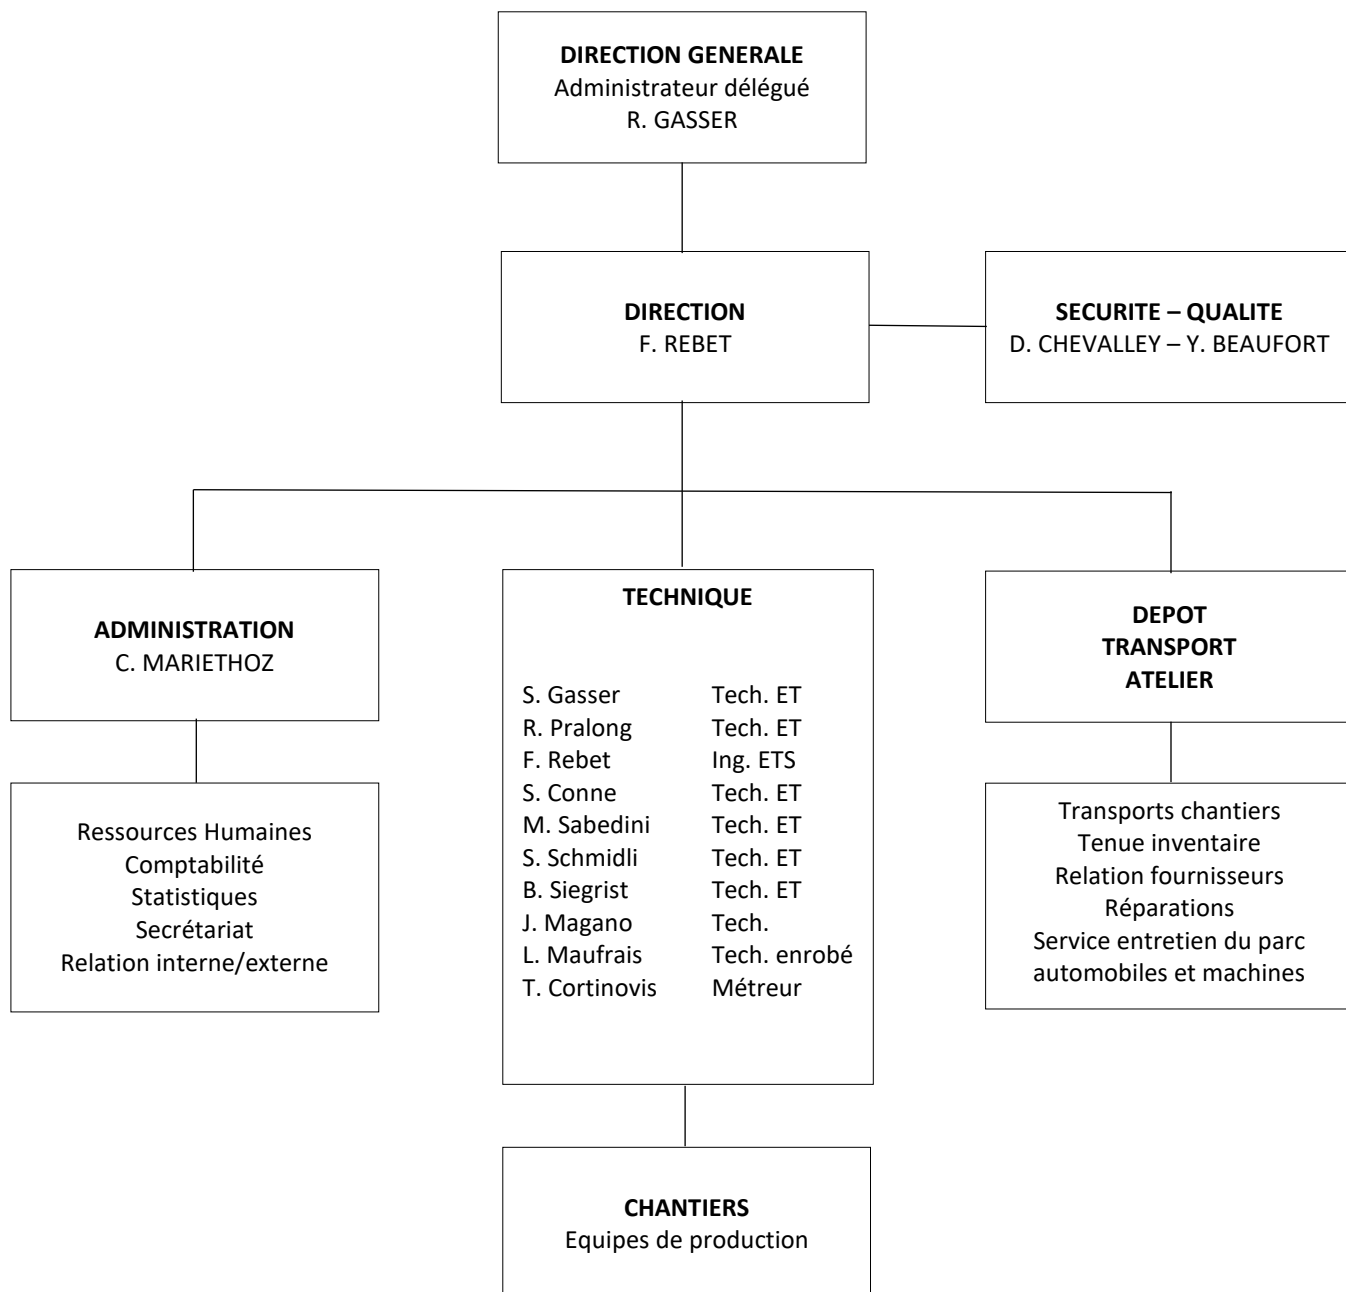 DIRECTION GENERALE
Administrateur délégué
R. GASSER
DIRECTION
F. REBET
SECURITE – QUALITE
D. CHEVALLEY – Y. BEAUFORT
ADMINISTRATION
C. MARIETHOZ
Ressources Humaines
Comptabilité
Statistiques
Secrétariat
Relation interne/externe
TECHNIQUE
S. Gasser Tech. ET
R. Pralong Tech. ET
F. Rebet Ing. ETS
S. Conne Tech. ET
M. Sabedini Tech. ET
S. Schmidli Tech. ET
B. Siegrist Tech. ET
J. Magano Tech.
L. Maufrais Tech. enrobé
T. Cortinovis Métreur
DEPOT
TRANSPORT
ATELIER
Transports chantiers
Tenue inventaire
Relation fournisseurs
Réparations
Service entretien du parc
automobiles et machines
CHANTIERS
Equipes de production